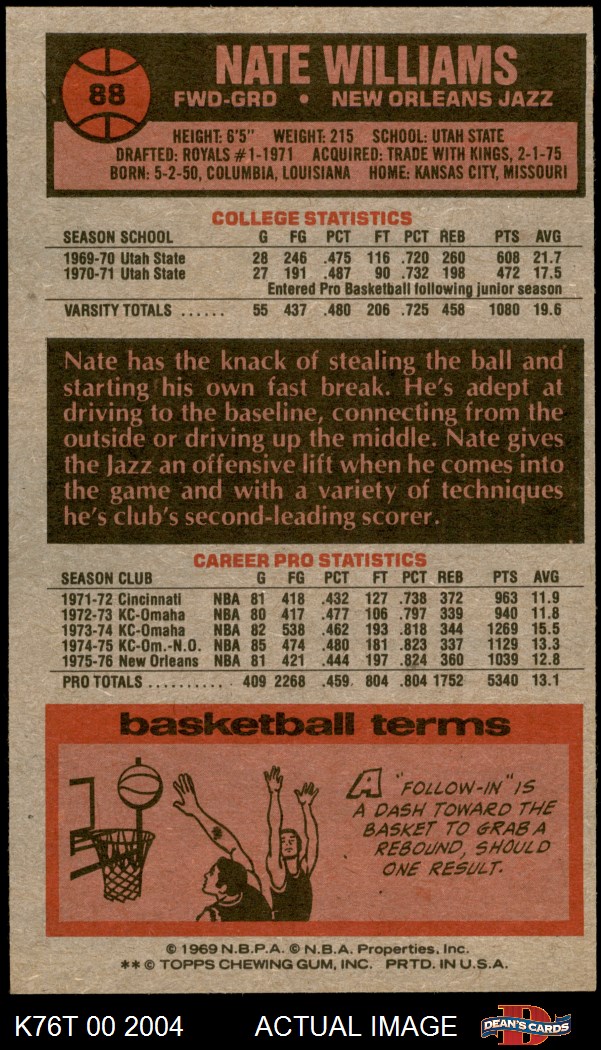 88
NATE WILLIAMS
FWD-GRD • NEW ORLEANS JAZZ
HEIGHT: 6'5" WEIGHT: 215 SCHOOL: UTAH STATE
DRAFTED: ROYALS #1-1971 ACQUIRED: TRADE WITH KINGS, 2-1-75
BORN: 5-2-50, COLUMBIA, LOUISIANA HOME: KANSAS CITY, MISSOURI
COLLEGE STATISTICS
SEASON SCHOOL G FG PCT FT PCT REB PTS AVG
1969-70 Utah State 28 246 .475 116 .720 260 608 21.7
1970-71 Utah State 27 191 .487 90 .732 198 472 17.5
Entered Pro Basketball following junior season
VARSITY TOTALS ...... 55 437 .480 206 .725 458 1080 19.6
Nate has the knack of stealing the ball and
starting his own fast break. He's adept at
driving to the baseline, connecting from the
outside or driving up the middle. Nate gives
the Jazz an offensive lift when he comes into
the game and with a variety of techniques
he's club's second-leading scorer.
CAREER PRO STATISTICS
SEASON CLUB G FG PCT FT PCT REB PTS AVG
1971-72 Cincinnati NBA 81 418 .432 127 .738 372 963 11.9
1972-73 KC-Omaha NBA 80 417 .477 106 .797 339 940 11.8
1973-74 KC-Omaha NBA 82 538 .462 193 .818 344 1269 15.5
1974-75 KC-Om.-N.O. NBA 85 474 .480 181 .823 337 1129 13.3
1975-76 New Orleans NBA 81 421 .444 197 .824 360 1039 12.8
PRO TOTALS .......... 409 2268 .459 804 .804 1752 5340 13.1
basketball terms
A "FOLLOW-IN" IS
A DASH TOWARD THE
BASKET TO GRAB A
REBOUND, SHOULD
ONE RESULT.
© 1969 N.B.P.A. © N.B.A. Properties, Inc.
** © TOPPS CHEWING GUM, INC. PRTD. IN U.S.A.
K76T 00 2004 ACTUAL IMAGE
D
DEAN'S CARDS